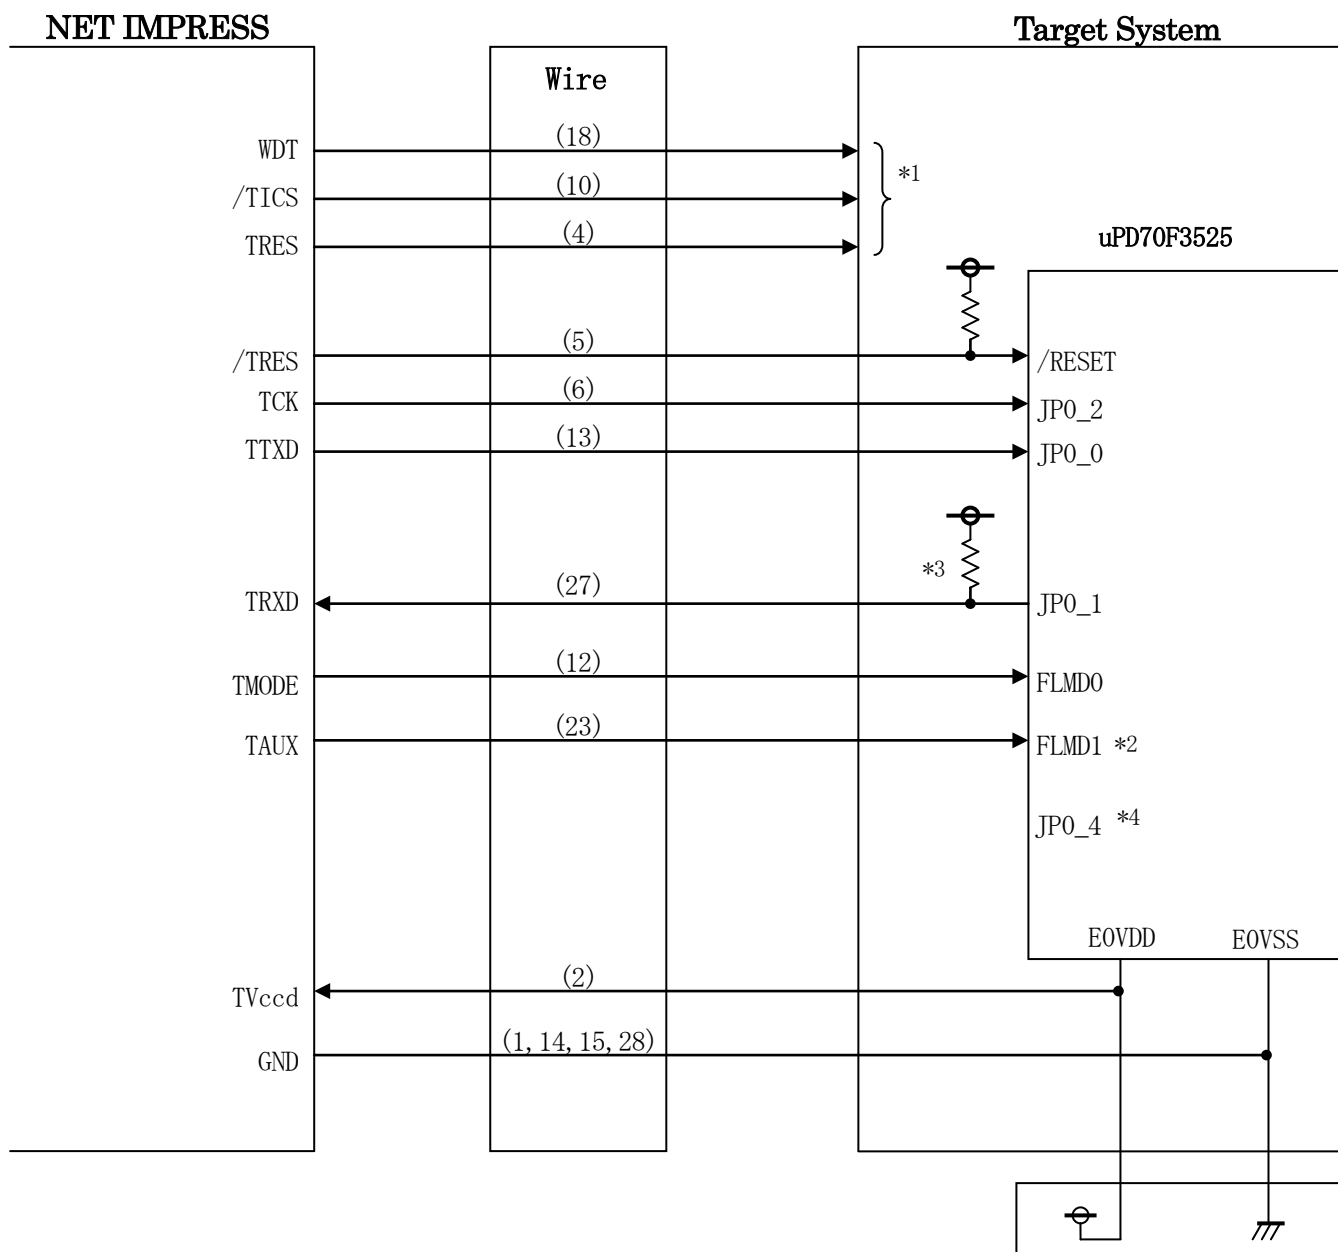 NET IMPRESS
Target System
Wire
WDT (18)
*1
/TICS (10)
TRES (4)
uPD70F3525
/TRES (5) /RESET
TCK (6) JP0_2
TTXD (13) JP0_0
*3
TRXD (27) JP0_1
TMODE (12) FLMD0
TAUX (23) FLMD1 *2
JP0_4 *4
E0VDD E0VSS
TVccd (2)
GND (1,14,15,28)